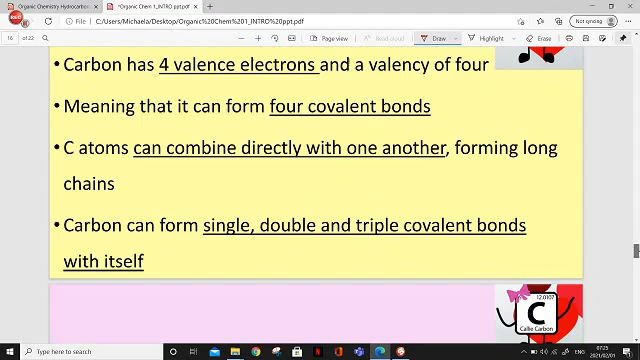 REC
Organic Chemistry Hydrocarbon
*Organic Chem 1_INTRO ppt.pdf
Not syncing
File | C:/Users/Michaela/Desktop/Organic%20Chem%201_INTRO%20ppt.pdf
16 of 22
Page view
Draw
Highlight
Erase
• Carbon has 4 valence electrons and a valency of four
• Meaning that it can form four covalent bonds
• C atoms can combine directly with one another, forming long
chains
• Carbon can form single, double and triple covalent bonds
with itself
12.0107
C
Callie Carbon
Type here to search
ENG
07:25
2021/02/01